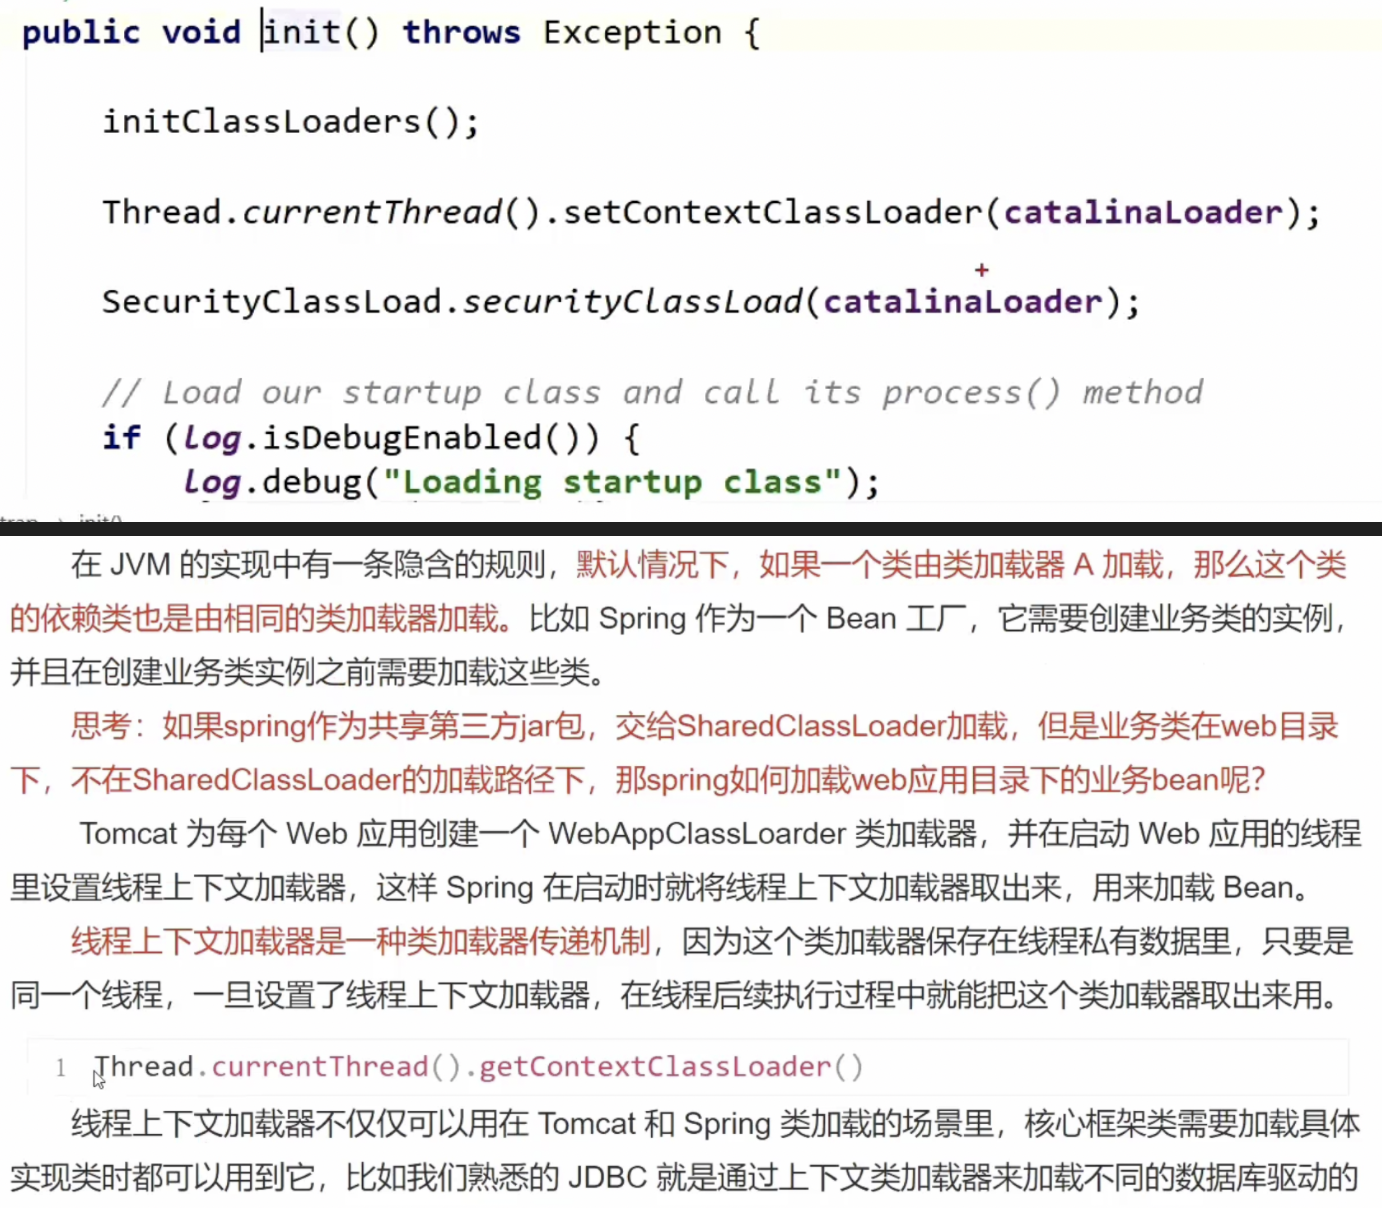 public void init() throws Exception {
initClassLoaders();
Thread.currentThread().setContextClassLoader(catalinaLoader);
SecurityClassLoad.securityClassLoad(catalinaLoader);
// Load our startup class and call its process() method
if (log.isDebugEnabled()) {
log.debug("Loading startup class");
init()
在 JVM 的实现中有一条隐含的规则，默认情况下，如果一个类由类加载器 A 加载，那么这个类
的依赖类也是由相同的类加载器加载。比如 Spring 作为一个 Bean 工厂，它需要创建业务类的实例，
并且在创建业务类实例之前需要加载这些类。
思考：如果spring作为共享第三方jar包，交给SharedClassLoader加载，但是业务类在web目录
下，不在SharedClassLoader的加载路径下，那spring如何加载web应用目录下的业务bean呢？
Tomcat 为每个 Web 应用创建一个 WebAppClassLoarder 类加载器，并在启动 Web 应用的线程
里设置线程上下文加载器，这样 Spring 在启动时就将线程上下文加载器取出来，用来加载 Bean。
线程上下文加载器是一种类加载器传递机制，因为这个类加载器保存在线程私有数据里，只要是
同一个线程，一旦设置了线程上下文加载器，在线程后续执行过程中就能把这个类加载器取出来用。
1 Thread.currentThread().getContextClassLoader()
线程上下文加载器不仅仅可以用在 Tomcat 和 Spring 类加载的场景里，核心框架类需要加载具体
实现类时都可以用到它，比如我们熟悉的 JDBC 就是通过上下文类加载器来加载不同的数据库驱动的